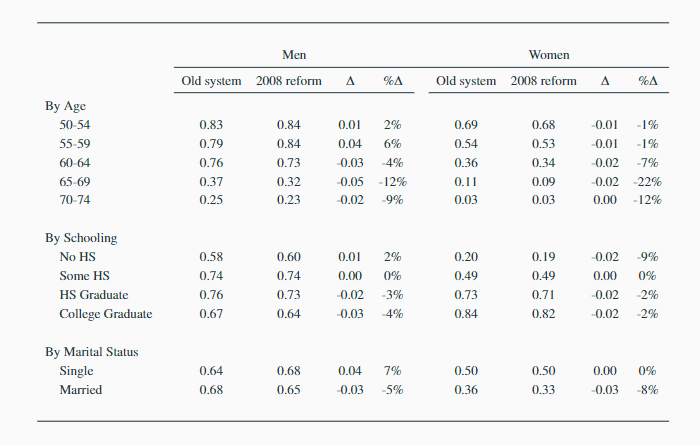 Men Women
Old system 2008 reform Δ %Δ Old system 2008 reform Δ %Δ
By Age
50-54 0.83 0.84 0.01 2% 0.69 0.68 -0.01 -1%
55-59 0.79 0.84 0.04 6% 0.54 0.53 -0.01 -1%
60-64 0.76 0.73 -0.03 -4% 0.36 0.34 -0.02 -7%
65-69 0.37 0.32 -0.05 -12% 0.11 0.09 -0.02 -22%
70-74 0.25 0.23 -0.02 -9% 0.03 0.03 0.00 -12%
By Schooling
No HS 0.58 0.60 0.01 2% 0.20 0.19 -0.02 -9%
Some HS 0.74 0.74 0.00 0% 0.49 0.49 0.00 0%
HS Graduate 0.76 0.73 -0.02 -3% 0.73 0.71 -0.02 -2%
College Graduate 0.67 0.64 -0.03 -4% 0.84 0.82 -0.02 -2%
By Marital Status
Single 0.64 0.68 0.04 7% 0.50 0.50 0.00 0%
Married 0.68 0.65 -0.03 -5% 0.36 0.33 -0.03 -8%